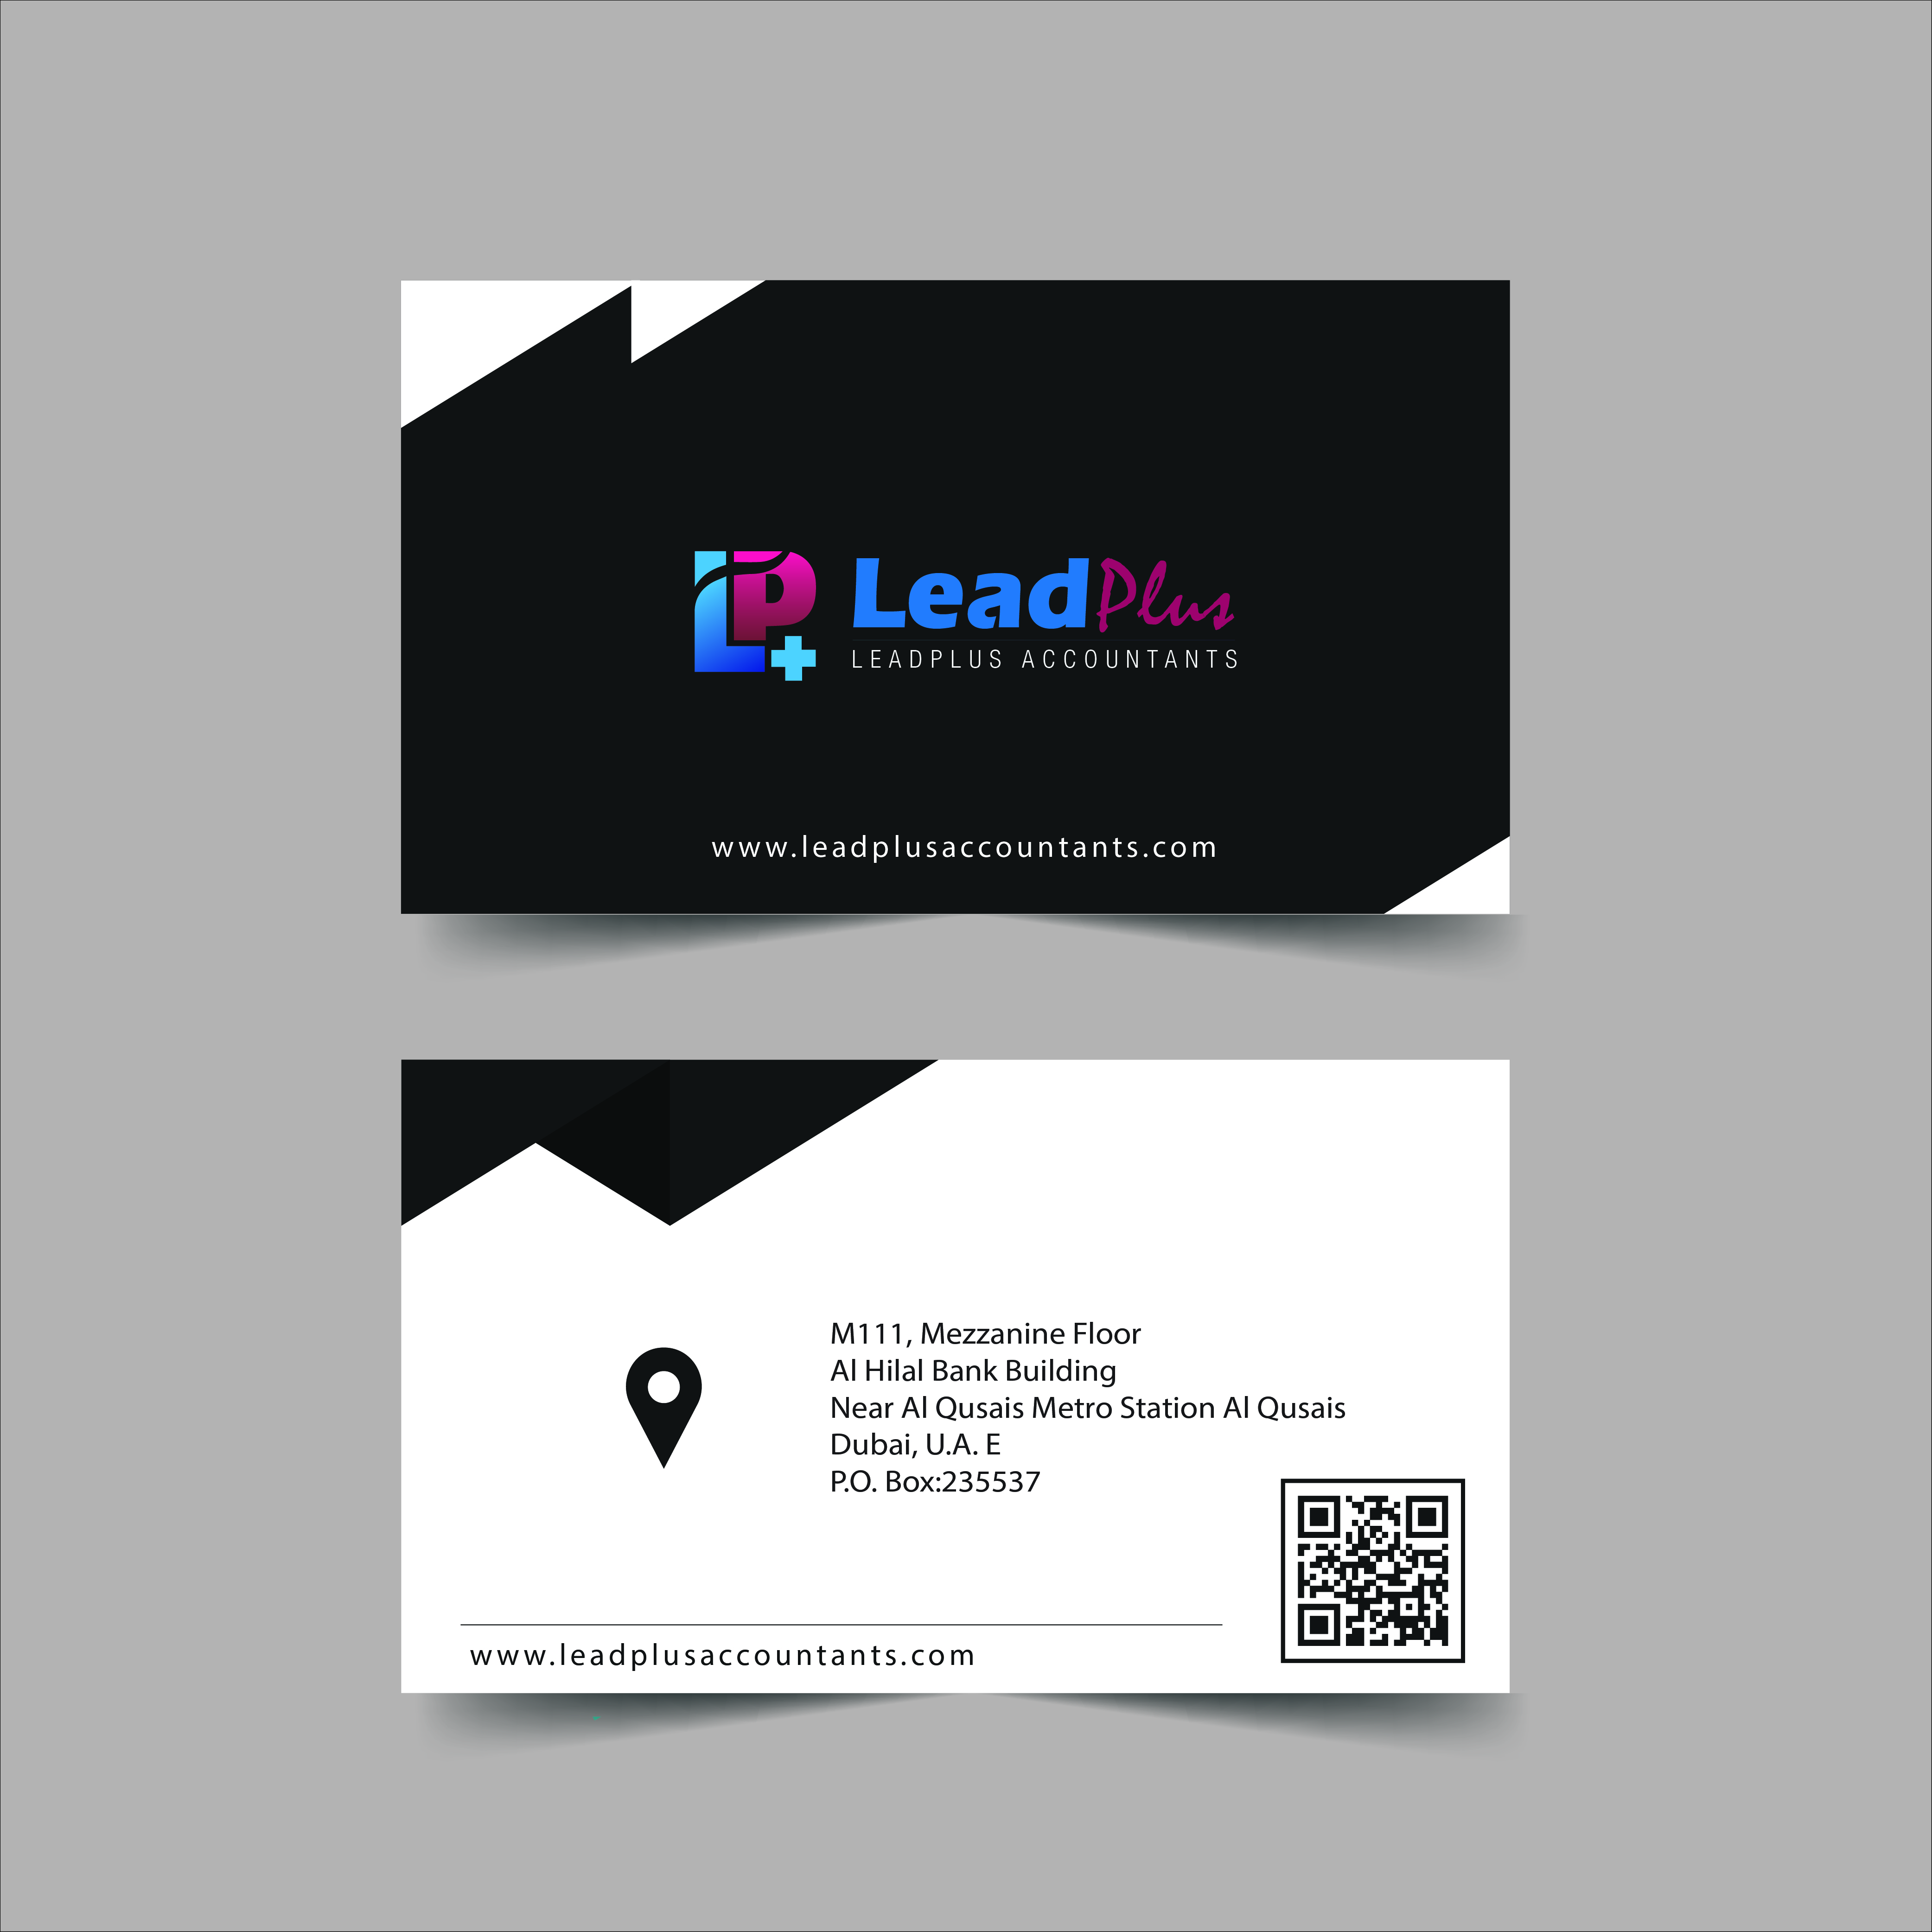 LP
LeadPlus
LEADPLUS ACCOUNTANTS
www.leadplusaccountants.com
M111, Mezzanine Floor
Al Hilal Bank Building
Near Al Qusais Metro Station Al Qusais
Dubai, U.A. E
P.O. Box:235537
www.leadplusaccountants.com